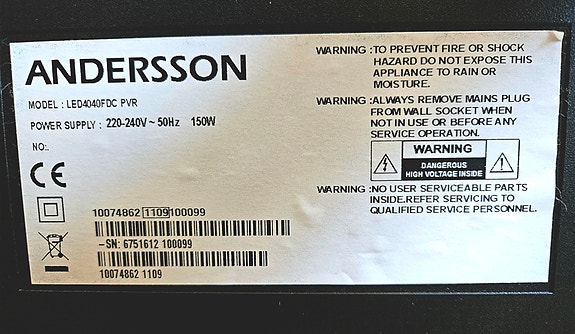 ANDERSSON
MODEL : LED4040FDC PVR
POWER SUPPLY : 220-240V ~ 50Hz 150W
NO:.
CE
10074862 1109 100099
-SN: 6751612 100099
10074862 1109
WARNING :TO PREVENT FIRE OR SHOCK
HAZARD DO NOT EXPOSE THIS
APPLIANCE TO RAIN OR
MOISTURE.
WARNING :ALWAYS REMOVE MAINS PLUG
FROM WALL SOCKET WHEN
NOT IN USE OR BEFORE ANY
SERVICE OPERATION.
WARNING
DANGEROUS
HIGH VOLTAGE INSIDE
WARNING :NO USER SERVICEABLE PARTS
INSIDE.REFER SERVICING TO
QUALIFIED SERVICE PERSONNEL.